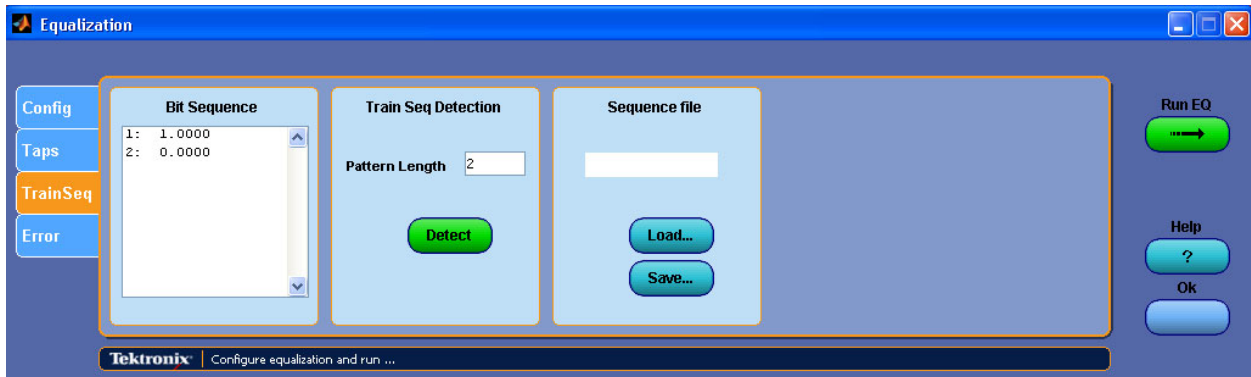 Equalization
Config
Taps
TrainSeq
Error
Bit Sequence
1: 1.0000
2: 0.0000
Train Seq Detection
Pattern Length 2
Detect
Sequence file
Load...
Save...
Run EQ
Help
?
Ok
Tektronix Configure equalization and run ...